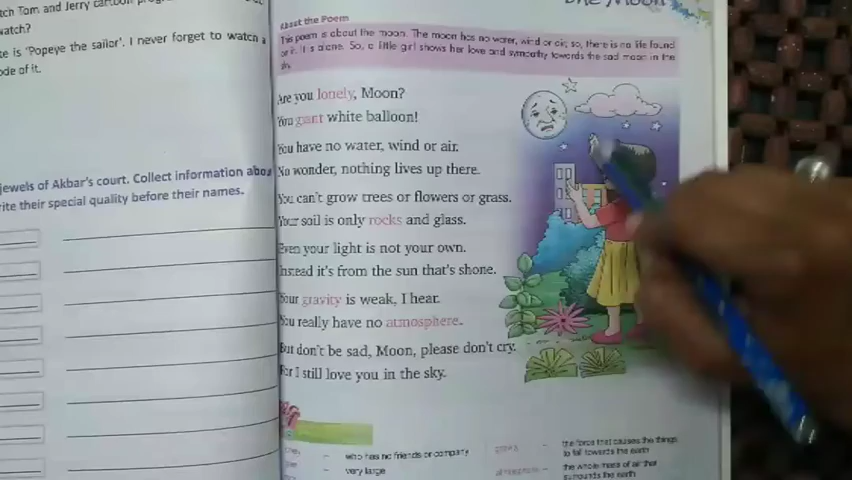 tch Tom and Jerry cartoon
watch?
te is 'Popeye the sailor'. I never forget to watch a
ode of it.
jewels of Akbar's court. Collect information abou
rite their special quality before their names.
The Moon
About the Poem
This poem is about the moon. The moon has no water, wind or air, so, there is no life found
on it. It is alone. So, a little girl shows her love and sympathy towards the sad moon in the
sky.
Are you lonely, Moon?
You giant white balloon!
You have no water, wind or air.
No wonder, nothing lives up there.
You can't grow trees or flowers or grass.
Your soil is only rocks and glass.
Even your light is not your own.
Instead it's from the sun that's shone.
Your gravity is weak, I hear.
You really have no atmosphere.
But don't be sad, Moon, please don't cry.
For I still love you in the sky.
– who has no friends or company
– very large
gravity – the force that causes the things
to fall towards the earth
atmosphere – the whole mass of air that
surrounds the earth